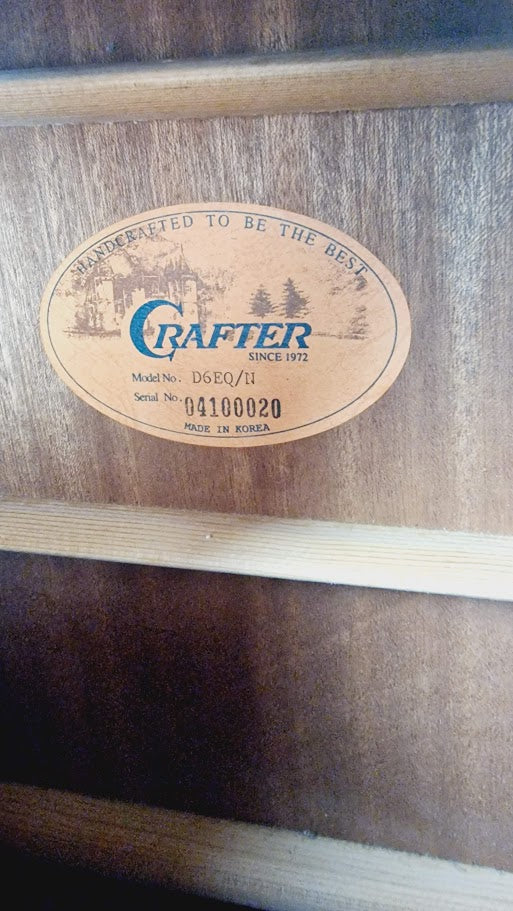 HANDCRAFTED TO BE THE BEST
CRAFTER
SINCE 1972
Model No. D6EQ/N
Serial No. 04100020
MADE IN KOREA